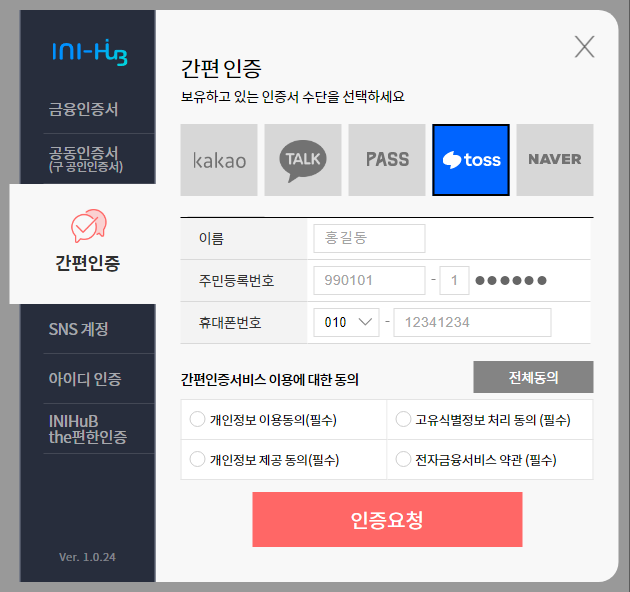 INI-HUB
금융인증서
공동인증서
(구 공인인증서)
간편인증
SNS 계정
아이디 인증
INIHuB
the편한인증
Ver. 1.0.24
간편 인증
보유하고 있는 인증서 수단을 선택하세요
kakao
TALK
PASS
toss
NAVER
이름
홍길동
주민등록번호
990101 - 1 ●●●●●●
휴대폰번호
010 - 12341234
간편인증서비스 이용에 대한 동의
전체동의
개인정보 이용동의(필수)
고유식별정보 처리 동의 (필수)
개인정보 제공 동의(필수)
전자금융서비스 약관 (필수)
인증요청